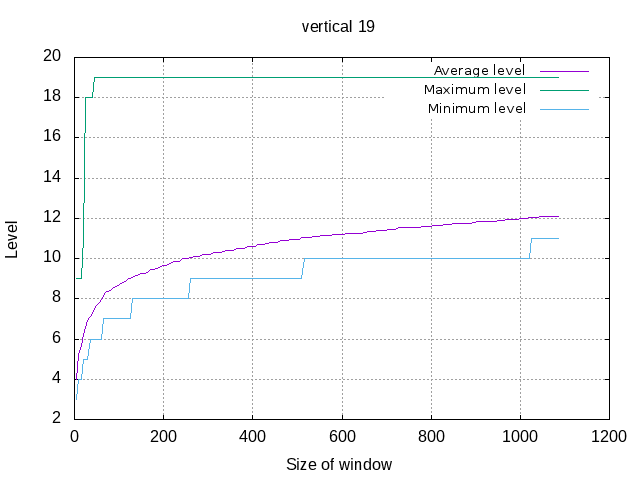 vertical 19
20
18
16
14
12
10
8
6
4
2
Level
Average level
Maximum level
Minimum level
0 200 400 600 800 1000 1200
Size of window